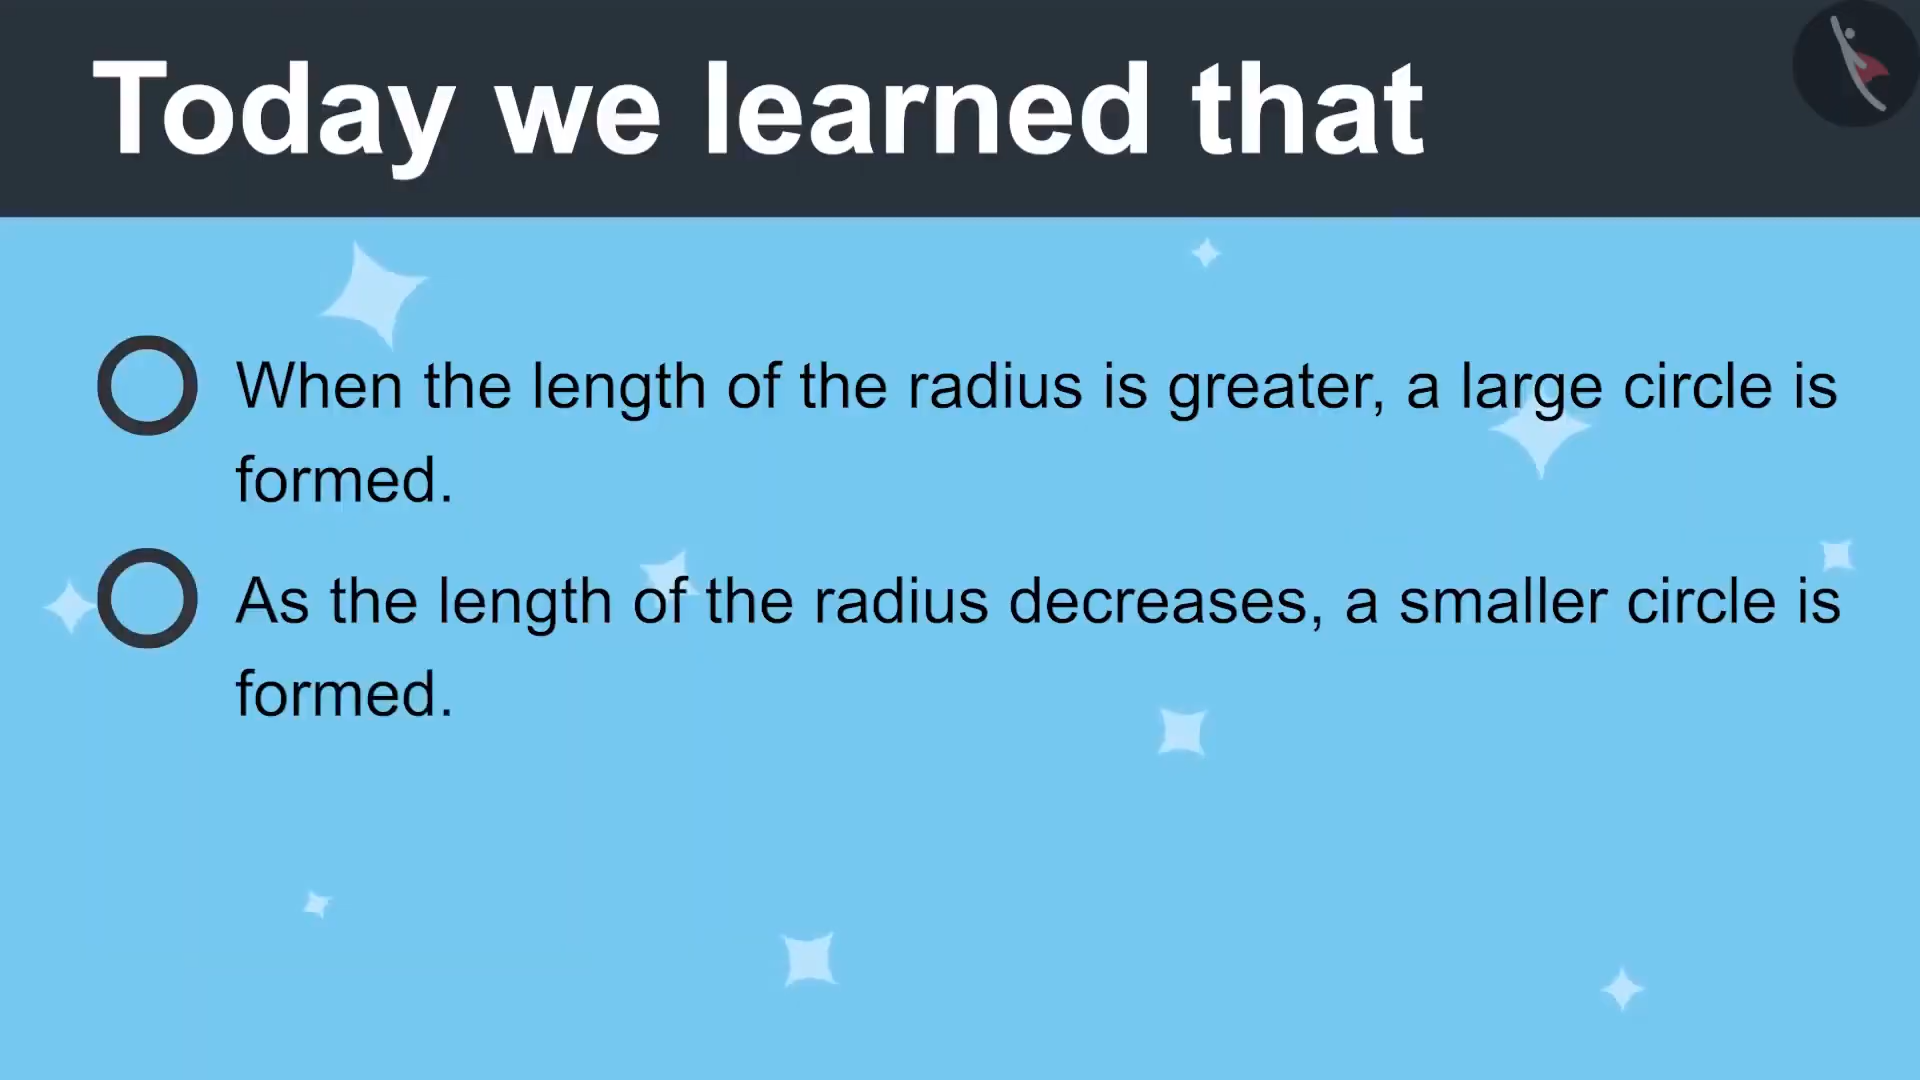 Today we learned that
When the length of the radius is greater, a large circle is
formed.
As the length of the radius decreases, a smaller circle is
formed.